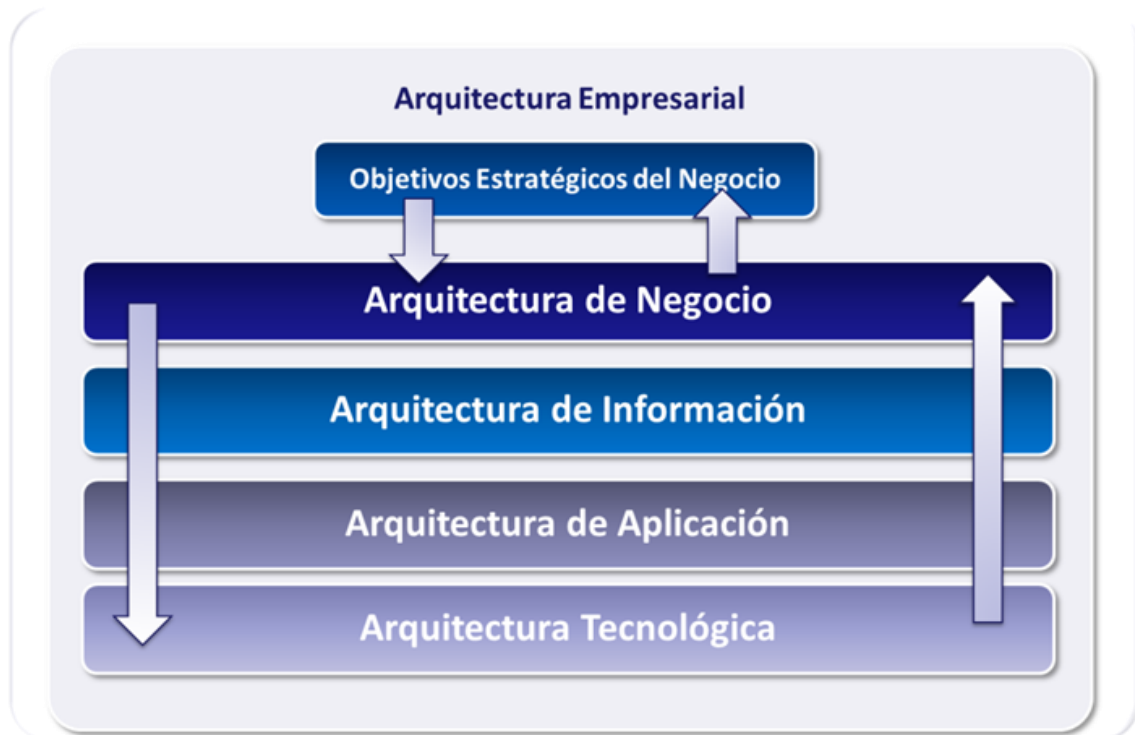 Arquitectura Empresarial
Objetivos Estratégicos del Negocio
Arquitectura de Negocio
Arquitectura de Información
Arquitectura de Aplicación
Arquitectura Tecnológica